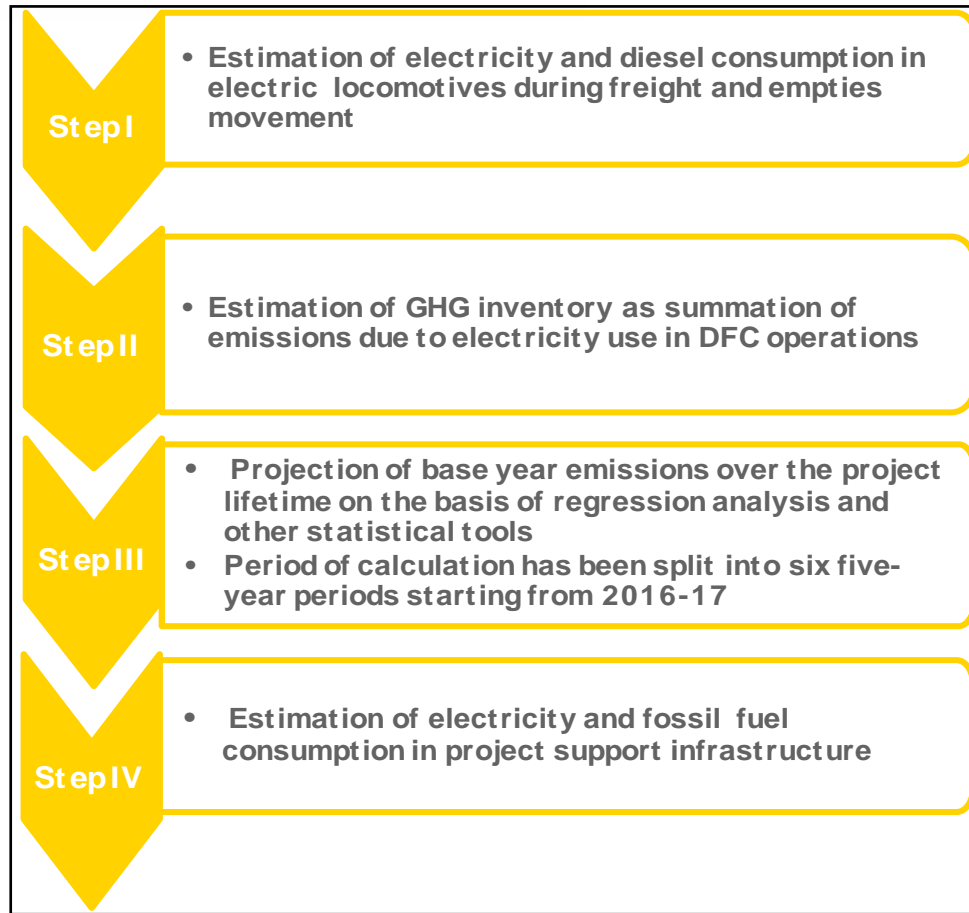 Step I
• Estimation of electricity and diesel consumption in
electric locomotives during freight and empties
movement
Step II
• Estimation of GHG inventory as summation of
emissions due to electricity use in DFC operations
Step III
• Projection of base year emissions over the project
lifetime on the basis of regression analysis and
other statistical tools
• Period of calculation has been split into six five-
year periods starting from 2016-17
Step IV
• Estimation of electricity and fossil fuel
consumption in project support infrastructure